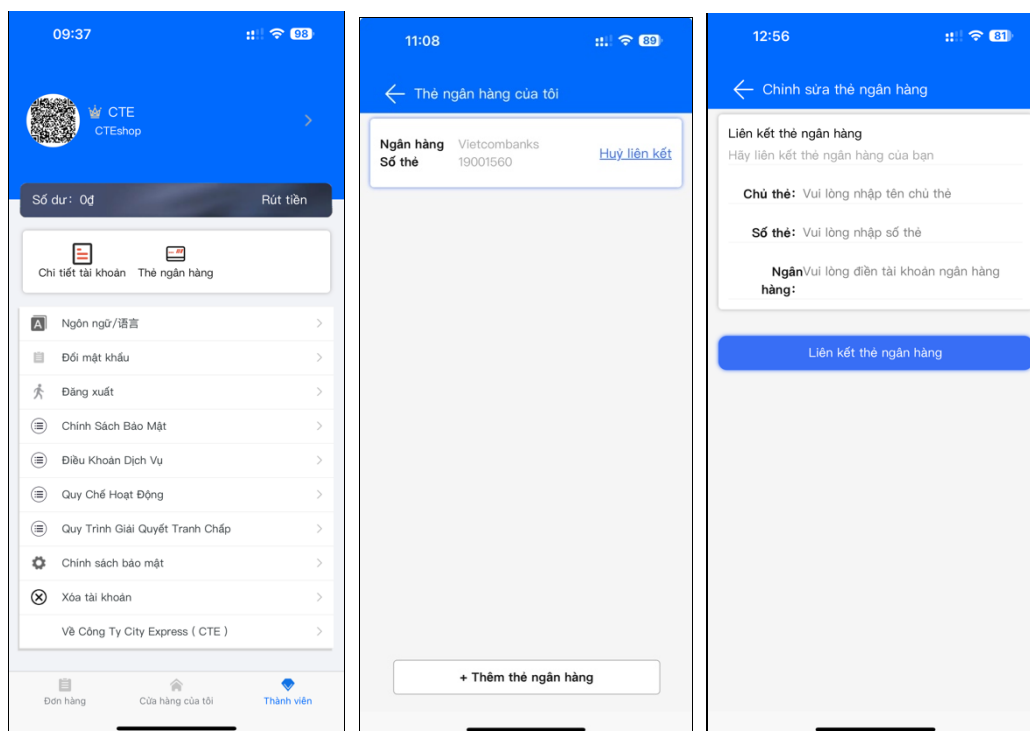 09:37
98
CTE
CTEshop
Số dư: 0₫
Rút tiền
Chi tiết tài khoản
Thẻ ngân hàng
Ngôn ngữ/语言
Đổi mật khẩu
Đăng xuất
Chính Sách Bảo Mật
Điều Khoản Dịch Vụ
Quy Chế Hoạt Động
Quy Trình Giải Quyết Tranh Chấp
Chính sách bảo mật
Xóa tài khoản
Về Công Ty City Express ( CTE )
Đơn hàng
Cửa hàng của tôi
Thành viên
11:08
89
Thẻ ngân hàng của tôi
Ngân hàng Vietcombanks
Số thẻ 19001560
Huỷ liên kết
+ Thêm thẻ ngân hàng
12:56
81
Chỉnh sửa thẻ ngân hàng
Liên kết thẻ ngân hàng
Hãy liên kết thẻ ngân hàng của bạn
Chủ thẻ: Vui lòng nhập tên chủ thẻ
Số thẻ: Vui lòng nhập số thẻ
Ngân Vui lòng điền tài khoản ngân hàng
hàng:
Liên kết thẻ ngân hàng